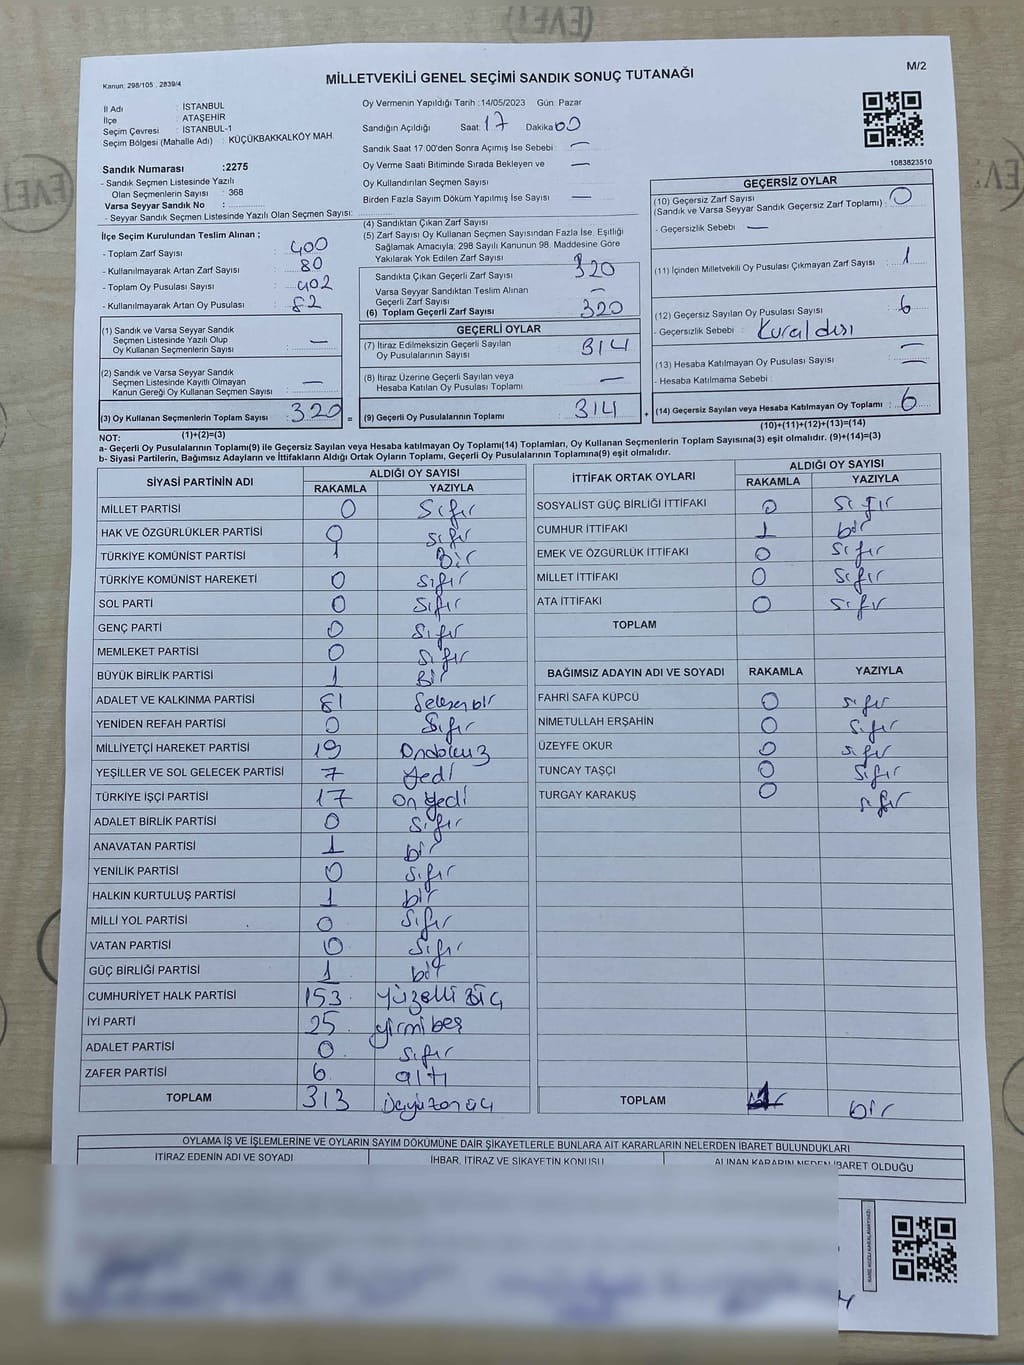 (EVET)
M/2
Kanun: 298/105 , 2839/4
MİLLETVEKİLİ GENEL SEÇİMİ SANDIK SONUÇ TUTANAĞI
İl Adı : İSTANBUL
İlçe : ATAŞEHİR
Seçim Çevresi : İSTANBUL-1
Seçim Bölgesi (Mahalle Adı) : KÜÇÜKBAKKALKÖY MAH.
Sandık Numarası :2275
- Sandık Seçmen Listesinde Yazılı
Olan Seçmenlerin Sayısı : 368
Varsa Seyyar Sandık No :
- Seyyar Sandık Seçmen Listesinde Yazılı Olan Seçmen Sayısı:
Oy Vermenin Yapıldığı Tarih :14/05/2023 Gün: Pazar
Sandığın Açıldığı Saat: 17 Dakika 00
Sandık Saat 17:00'den Sonra Açımış İse Sebebi : —
Oy Verme Saati Bitiminde Sırada Bekleyen ve —
Oy Kullandırılan Seçmen Sayısı
Birden Fazla Sayım Döküm Yapılmış İse Sayısı —
1083823510
İlçe Seçim Kurulundan Teslim Alınan ;
- Toplam Zarf Sayısı : 400
- Kullanılmayarak Artan Zarf Sayısı : 80
- Toplam Oy Pusulası Sayısı : 402
- Kullanılmayarak Artan Oy Pusulası : 82
(1) Sandık ve Varsa Seyyar Sandık
Seçmen Listesinde Yazılı Olup
Oy Kullanan Seçmenlerin Sayısı : —
(2) Sandık ve Varsa Seyyar Sandık
Seçmen Listesinde Kayıtlı Olmayan
Kanun Gereği Oy Kullanan Seçmen Sayısı : —
(3) Oy Kullanan Seçmenlerin Toplam Sayısı : 320 =
(1)+(2)=(3)
(4) Sandıktan Çıkan Zarf Sayısı
(5) Zarf Sayısı Oy Kullanan Seçmen Sayısından Fazla İse, Eşitliği
Sağlamak Amacıyla; 298 Sayılı Kanunun 98. Maddesine Göre
Yakılarak Yok Edilen Zarf Sayısı
Sandıkta Çıkan Geçerli Zarf Sayısı : 320
Varsa Seyyar Sandıktan Teslim Alınan
Geçerli Zarf Sayısı : —
(6) Toplam Geçerli Zarf Sayısı : 320
GEÇERLİ OYLAR
(7) İtiraz Edilmeksizin Geçerli Sayılan
Oy Pusulalarının Sayısı : 314
(8) İtiraz Üzerine Geçerli Sayılan veya
Hesaba Katılan Oy Pusulası Toplamı : —
(9) Geçerli Oy Pusulalarının Toplamı : 314 +
GEÇERSİZ OYLAR
(10) Geçersiz Zarf Sayısı
(Sandık ve Varsa Seyyar Sandık Geçersiz Zarf Toplamı) : 0
- Geçersizlik Sebebi : —
(11) İçinden Milletvekili Oy Pusulası Çıkmayan Zarf Sayısı : 1
(12) Geçersiz Sayılan Oy Pusulası Sayısı : 6
- Geçersizlik Sebebi : Kuraldışı
(13) Hesaba Katılmayan Oy Pusulası Sayısı : —
- Hesaba Katılmama Sebebi : —
(14) Geçersiz Sayılan veya Hesaba Katılmayan Oy Toplamı : 6
(10)+(11)+(12)+(13)=(14)
NOT:
a- Geçerli Oy Pusulalarının Toplamı(9) ile Geçersiz Sayılan veya Hesaba katılmayan Oy Toplamı(14) Toplamları, Oy Kullanan Seçmenlerin Toplam Sayısına(3) eşit olmalıdır. (9)+(14)=(3)
b- Siyasi Partilerin, Bağımsız Adayların ve İttifakların Aldığı Ortak Oyların Toplamı, Geçerli Oy Pusulalarının Toplamına(9) eşit olmalıdır.
SİYASİ PARTİNİN ADI ALDIĞI OY SAYISI
RAKAMLA YAZIYLA
MİLLET PARTİSİ 0 Sıfır
HAK VE ÖZGÜRLÜKLER PARTİSİ 0 Sıfır
TÜRKİYE KOMÜNİST PARTİSİ 1 Bir
TÜRKİYE KOMÜNİST HAREKETİ 0 Sıfır
SOL PARTİ 0 Sıfır
GENÇ PARTİ 0 Sıfır
MEMLEKET PARTİSİ 0 Sıfır
BÜYÜK BİRLİK PARTİSİ 1 Bir
ADALET VE KALKINMA PARTİSİ 81 Seksenbir
YENİDEN REFAH PARTİSİ 0 Sıfır
MİLLİYETÇİ HAREKET PARTİSİ 19 Ondokuz
YEŞİLLER VE SOL GELECEK PARTİSİ 7 Yedi
TÜRKİYE İŞÇİ PARTİSİ 17 On Yedi
ADALET BİRLİK PARTİSİ 0 Sıfır
ANAVATAN PARTİSİ 1 bir
YENİLİK PARTİSİ 0 Sıfır
HALKIN KURTULUŞ PARTİSİ 1 bir
MİLLİ YOL PARTİSİ 0 Sıfır
VATAN PARTİSİ 0 Sıfır
GÜÇ BİRLİĞİ PARTİSİ 1 bir
CUMHURİYET HALK PARTİSİ 153 Yüzelli
İYİ PARTİ 25 yirmibeş
ADALET PARTİSİ 0 Sıfır
ZAFER PARTİSİ 6 altı
TOPLAM 313 Üçyüzonüç
İTTİFAK ORTAK OYLARI ALDIĞI OY SAYISI
RAKAMLA YAZIYLA
SOSYALİST GÜÇ BİRLİĞİ İTTİFAKI 0 Sıfır
CUMHUR İTTİFAKI 1 bir
EMEK VE ÖZGÜRLÜK İTTİFAKI 0 Sıfır
MİLLET İTTİFAKI 0 Sıfır
ATA İTTİFAKI 0 Sıfır
TOPLAM
BAĞIMSIZ ADAYIN ADI VE SOYADI RAKAMLA YAZIYLA
FAHRİ SAFA KÜPCÜ 0 sıfır
NİMETULLAH ERŞAHİN 0 Sıfır
ÜZEYFE OKUR 0 sıfır
TUNCAY TAŞÇI 0 Sıfır
TURGAY KARAKUŞ 0 sıfır
TOPLAM 1 bir
OYLAMA İŞ VE İŞLEMLERİNE VE OYLARIN SAYIM DÖKÜMÜNE DAİR ŞİKAYETLERLE BUNLARA AİT KARARLARIN NELERDEN İBARET BULUNDUKLARI
İTİRAZ EDENİN ADI VE SOYADI İHBAR, İTİRAZ VE ŞİKAYETİN KONUSU ALINAN KARARIN NEDEN İBARET OLDUĞU